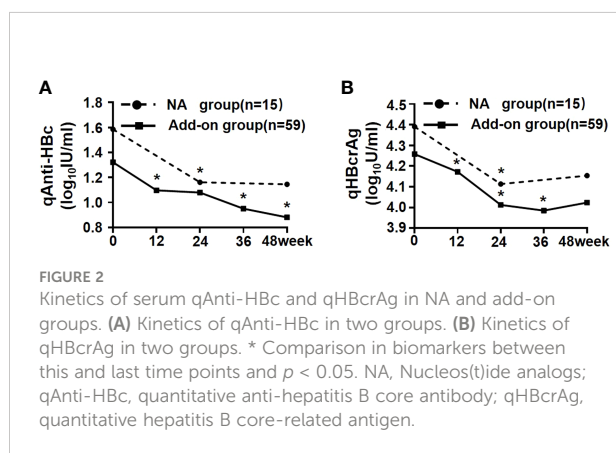 A
qAnti-HBc
(log10IU/ml)
1.8
1.6
1.4
1.2
1.0
0.8
NA group(n=15)
Add-on group(n=59)
*
*
*
*
0 12 24 36 48week
B
qHBcrAg
(log10U/ml)
4.5
4.4
4.3
4.2
4.1
4.0
3.9
NA group(n=15)
Add-on group(n=59)
*
*
*
*
0 12 24 36 48week
FIGURE 2
Kinetics of serum qAnti-HBc and qHBcrAg in NA and add-on
groups. (A) Kinetics of qAnti-HBc in two groups. (B) Kinetics of
qHBcrAg in two groups. * Comparison in biomarkers between
this and last time points and p < 0.05. NA, Nucleos(t)ide analogs;
qAnti-HBc, quantitative anti-hepatitis B core antibody; qHBcrAg,
quantitative hepatitis B core-related antigen.